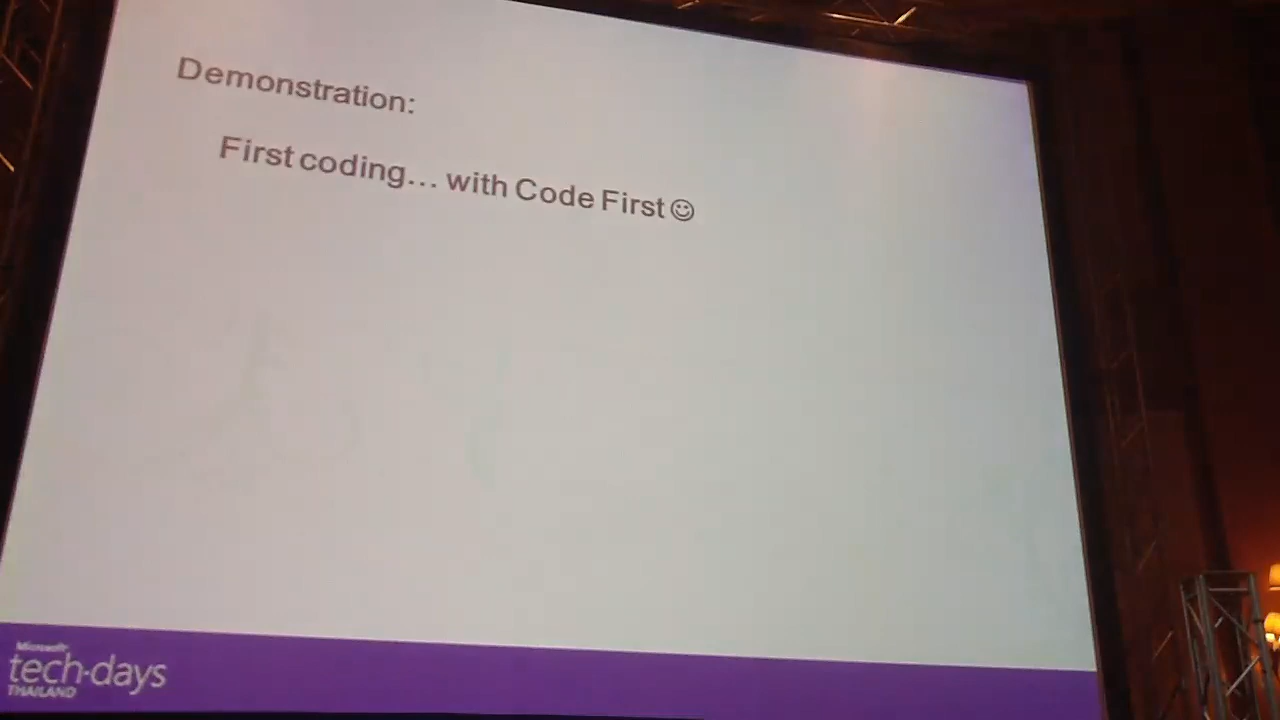 Demonstration:
First coding... with Code First ☺
Microsoft
tech·days
THAILAND